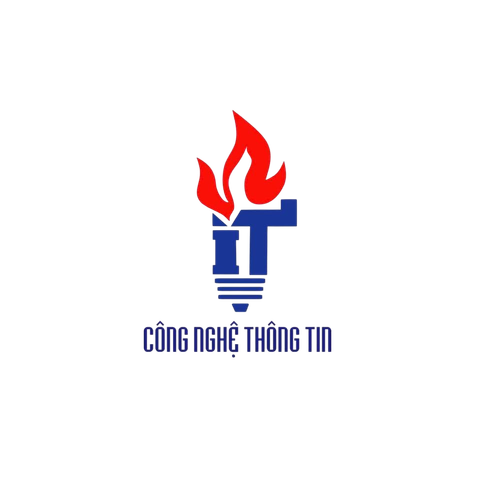 iT
CÔNG NGHỆ THÔNG TIN